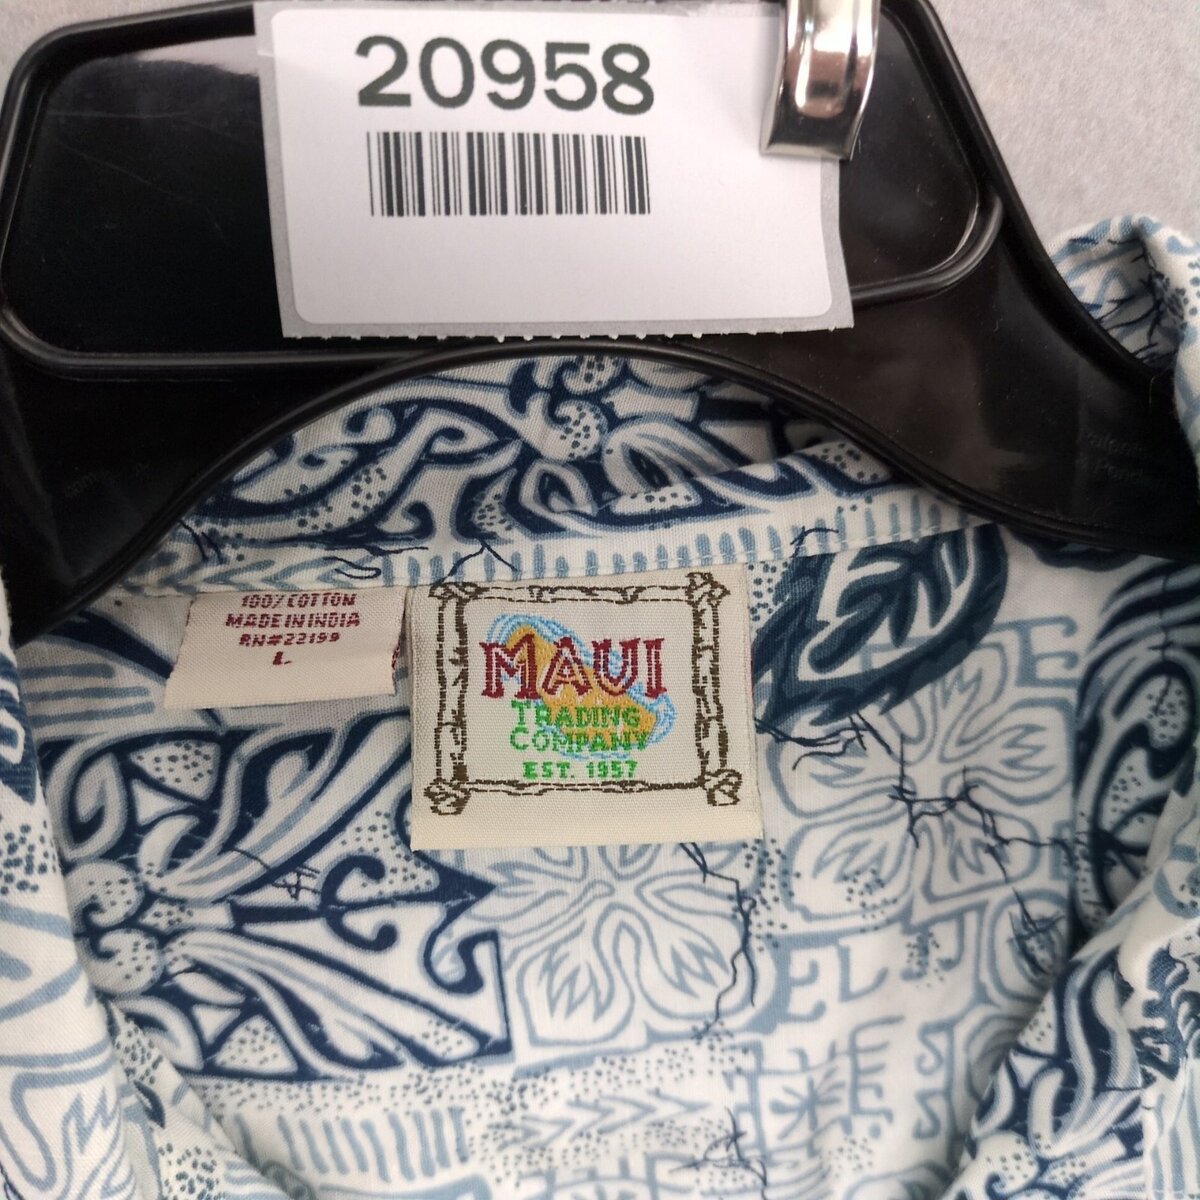 20958
100% COTTON
MADE IN INDIA
RN#22199
L
MAUI
TRADING
COMPANY
EST. 1957